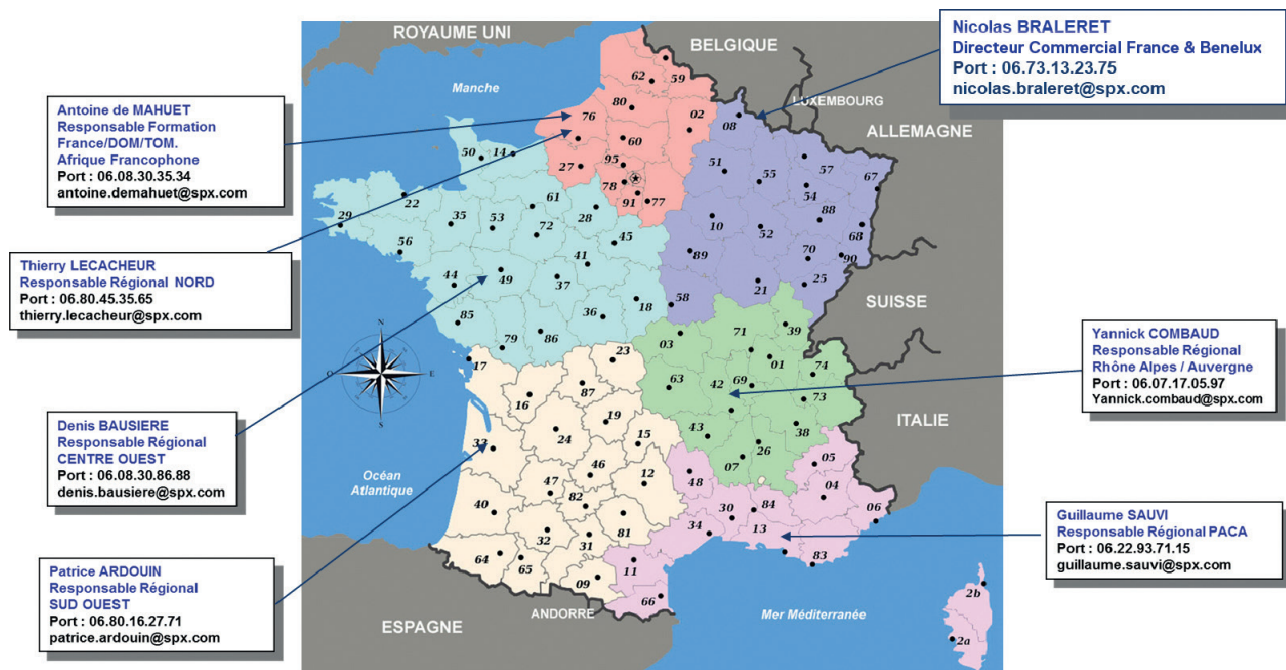 Nicolas BRALERET
Directeur Commercial France & Benelux
Port : 06.73.13.23.75
nicolas.braleret@spx.com
Antoine de MAHUET
Responsable Formation
France/DOM/TOM.
Afrique Francophone
Port : 06.08.30.35.34
antoine.demahuet@spx.com
Thierry LECACHEUR
Responsable Régional NORD
Port : 06.80.45.35.65
thierry.lecacheur@spx.com
Denis BAUSIERE
Responsable Régional
CENTRE OUEST
Port : 06.08.30.86.88
denis.bausiere@spx.com
Patrice ARDOUIN
Responsable Régional
SUD OUEST
Port : 06.80.16.27.71
patrice.ardouin@spx.com
Yannick COMBAUD
Responsable Régional
Rhône Alpes / Auvergne
Port : 06.07.17.05.97
Yannick.combaud@spx.com
Guillaume SAUVI
Responsable Régional PACA
Port : 06.22.93.71.15
guillaume.sauvi@spx.com
ROYAUME UNI
BELGIQUE
Manche
LUXEMBOURG
ALLEMAGNE
SUISSE
ITALIE
Océan
Atlantique
ANDORRE
ESPAGNE
Mer Méditerranée
N
E
S
O
62
59
80
02
76
60
27
95
78
91
77
08
51
55
57
67
54
88
10
52
68
70
90
89
21
25
58
50
14
61
22
29
35
53
28
72
45
56
41
44
49
37
18
85
36
79
86
71
39
03
01
74
63
42
69
73
43
38
26
07
23
17
87
16
19
24
15
33
46
12
47
82
40
81
32
31
64
65
09
05
48
04
84
30
06
34
13
83
11
66
2b
2a